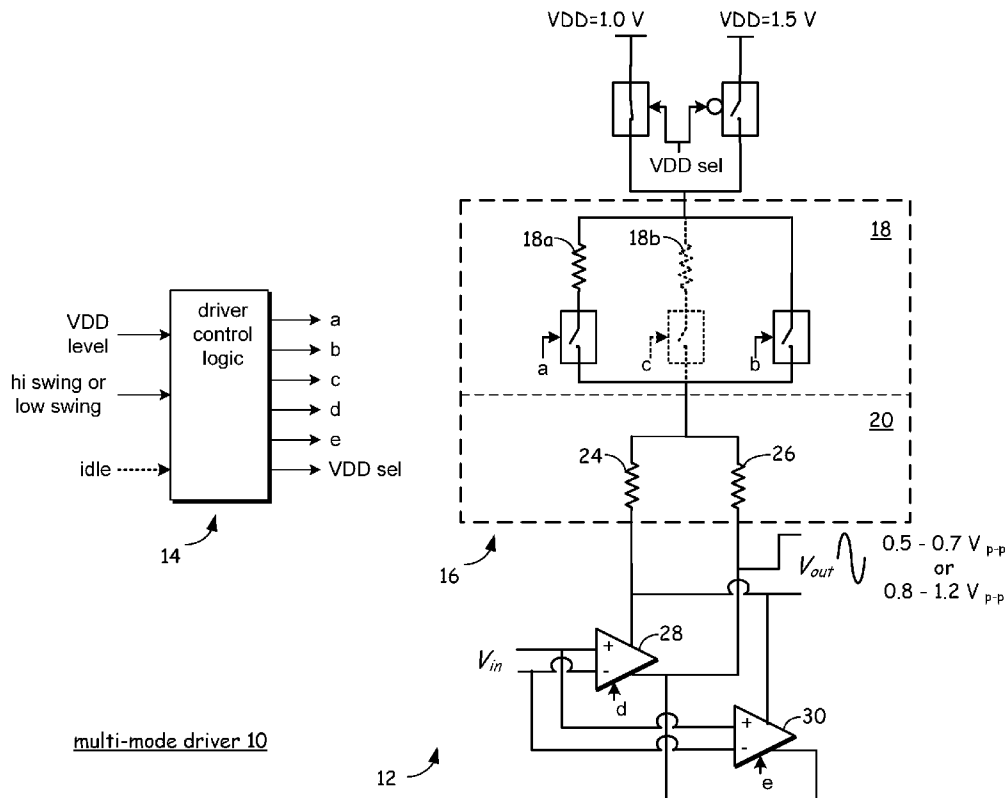 VDD=1.0 V
VDD=1.5 V
VDD sel
18
18a
18b
a
c
b
VDD
level
hi swing or
low swing
idle
driver
control
logic
a
b
c
d
e
VDD sel
14
20
24
26
16
Vout
0.5 - 0.7 V p-p
or
0.8 - 1.2 V p-p
28
Vin
+
-
d
30
+
-
e
multi-mode driver 10
12